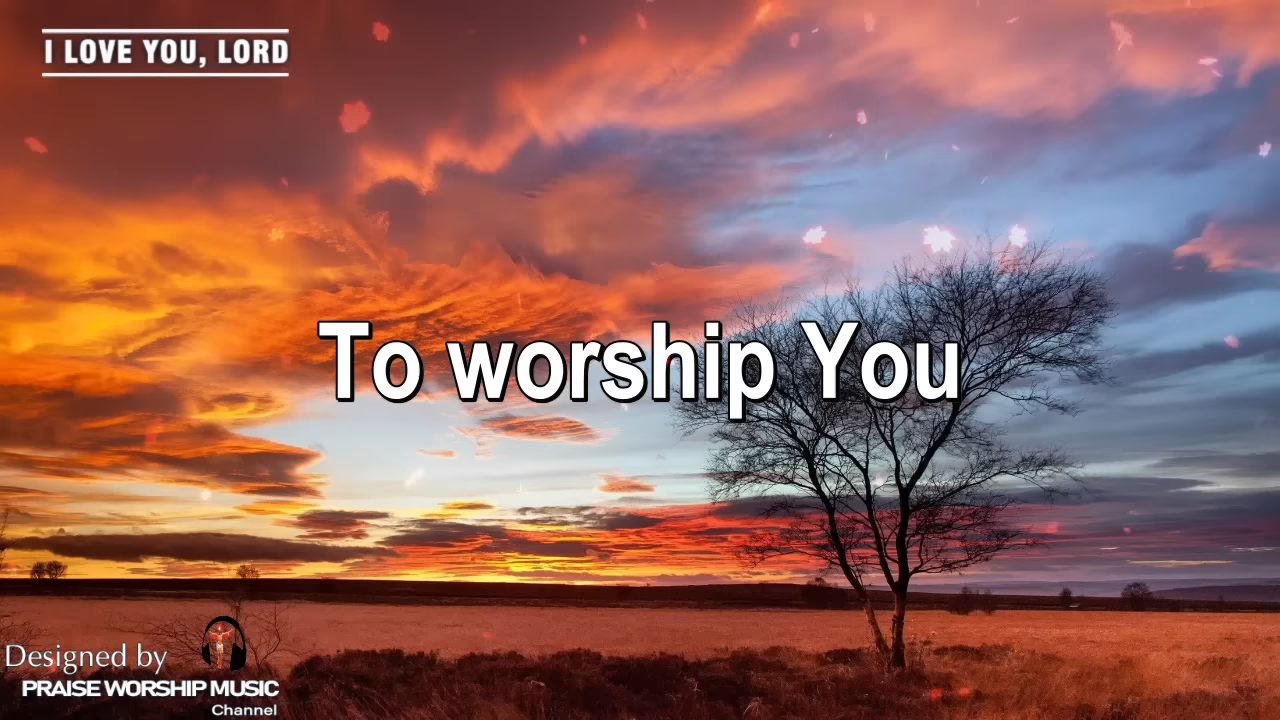 I LOVE YOU, LORD
To worship You
Designed by
PRAISE WORSHIP MUSIC
Channel